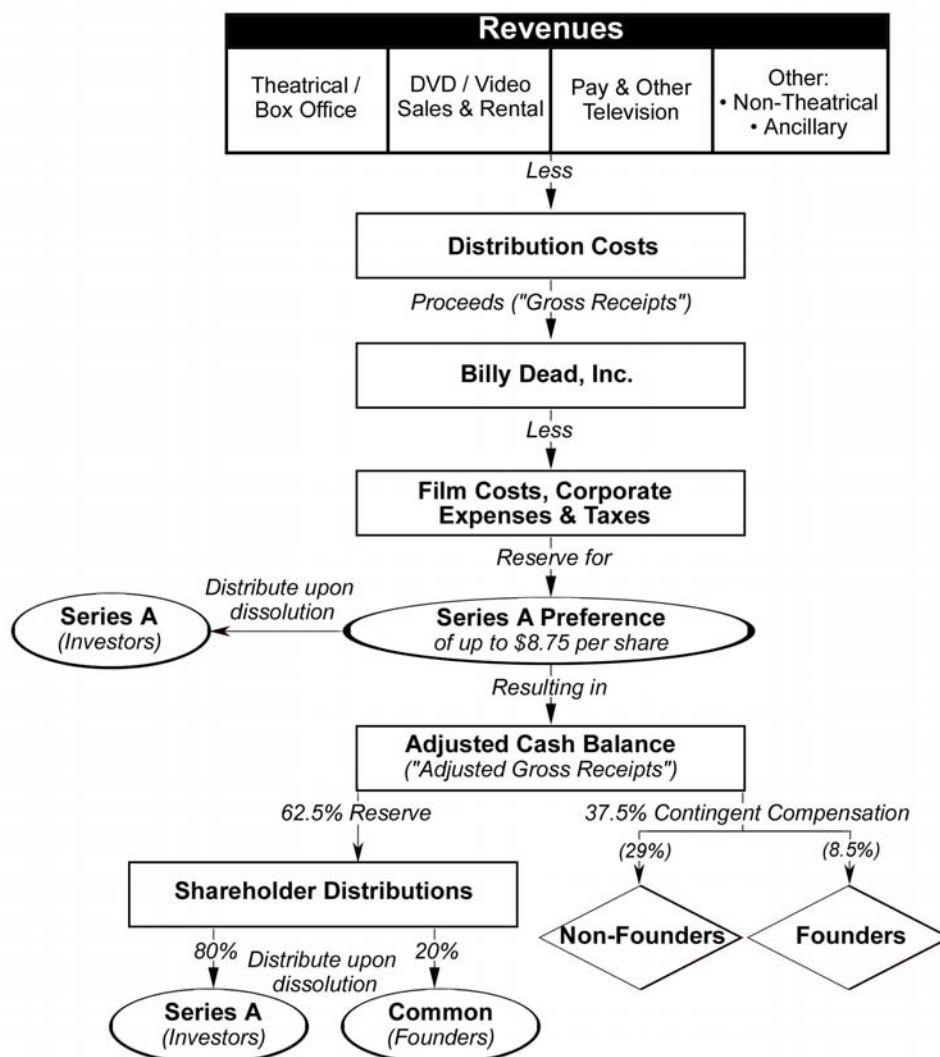 Revenues
Theatrical /
Box Office
DVD / Video
Sales & Rental
Pay & Other
Television
Other:
• Non-Theatrical
• Ancillary
Less
Distribution Costs
Proceeds ("Gross Receipts")
Billy Dead, Inc.
Less
Film Costs, Corporate
Expenses & Taxes
Reserve for
Distribute upon
dissolution
Series A
(Investors)
Series A Preference
of up to $8.75 per share
Resulting in
Adjusted Cash Balance
("Adjusted Gross Receipts")
62.5% Reserve
37.5% Contingent Compensation
(29%)
(8.5%)
Shareholder Distributions
Non-Founders
Founders
80%
20%
Distribute upon
dissolution
Series A
(Investors)
Common
(Founders)